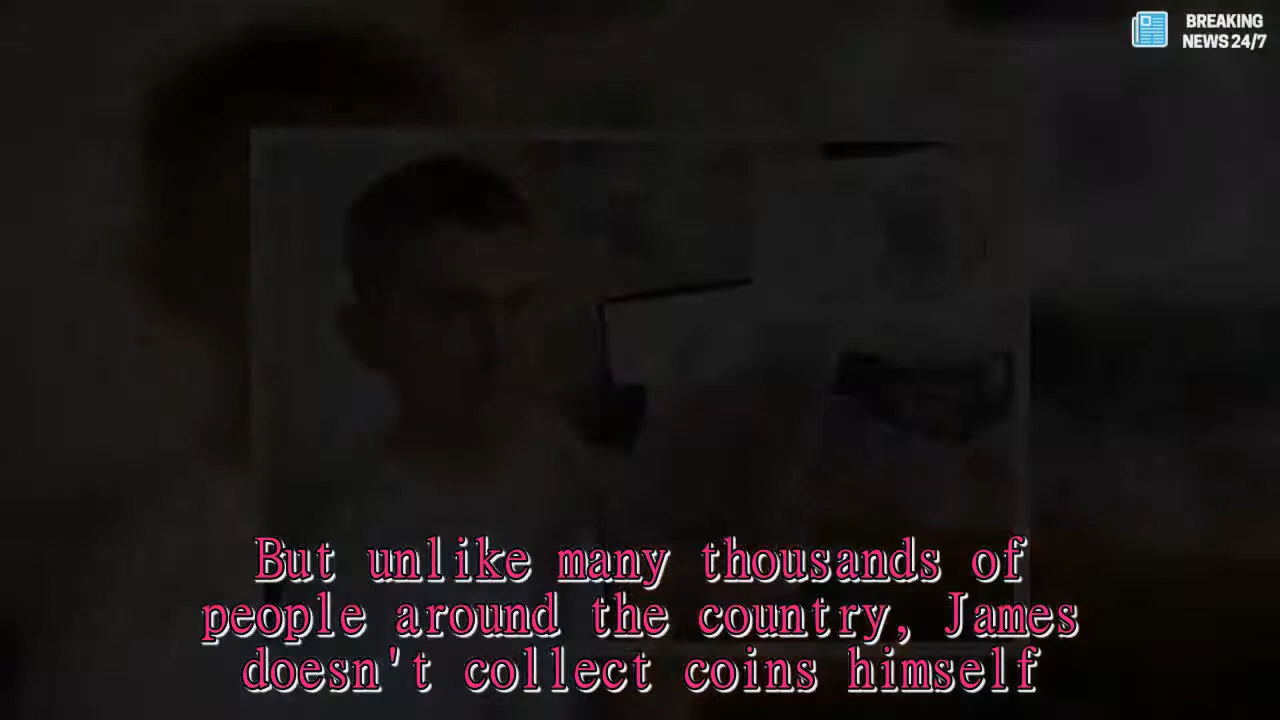 BREAKING
NEWS 24/7
But unlike many thousands of
people around the country, James
doesn't collect coins himself